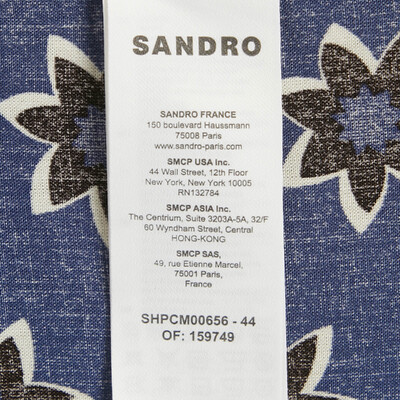 SANDRO
SANDRO FRANCE
150 boulevard Haussmann
75008 Paris
www.sandro-paris.com
SMCP USA Inc.
44 Wall Street, 12th Floor
New York, New York 10005
RN132784
SMCP ASIA Inc.
The Centrium, Suite 3203A-5A, 32/F
60 Wyndham Street, Central
HONG-KONG
SMCP SAS,
49, rue Etienne Marcel,
75001 Paris,
France
SHPCM00656 - 44
OF: 159749